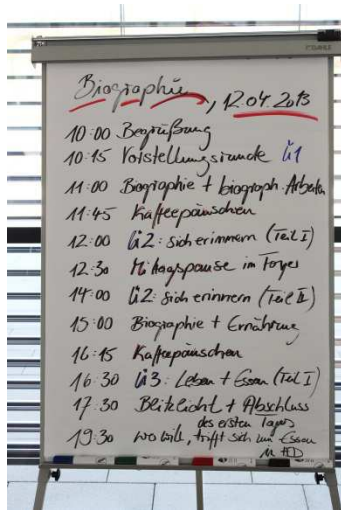 Biographie, 12.04.2013
10:00 Begrüßung
10:15 Vorstellungsrunde Ü1
11:00 Biographie + biograph. Arbeiten
11:45 Kaffeepäuschen
12:00 Ü2: sich erinnern (Teil I)
12:30 Mittagspause im Foyer
14:00 Ü2: sich erinnern (Teil II)
15:00 Biographie + Ernährung
16:15 Kaffeepäuschen
16:30 Ü3: Leben + Essen (Teil I)
17:30 Blitzlicht + Abschluss
des ersten Tages
19:30 wo will, trifft sich zum Essen
in HD